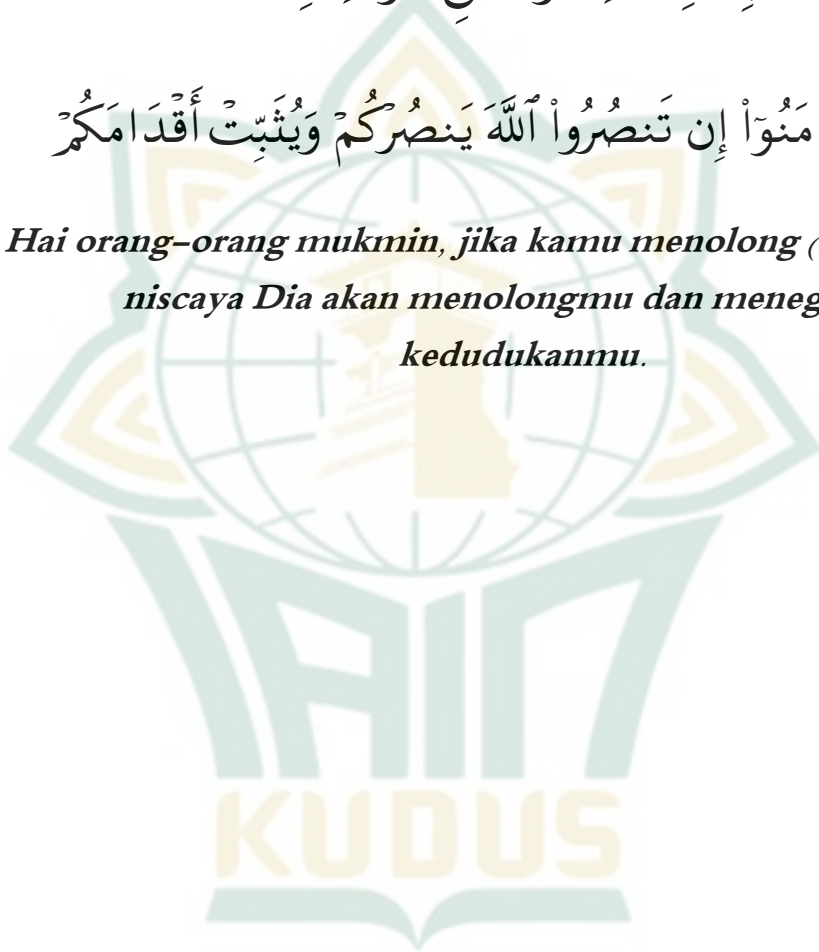 مَنُوٓا۟ إِن تَنصُرُوا۟ ٱللَّهَ يَنصُرْكُمْ وَيُثَبِّتْ أَقْدَامَكُمْ
Hai orang-orang mukmin, jika kamu menolong (
niscaya Dia akan menolongmu dan meneg
kedudukanmu.
IAIN
KUDUS